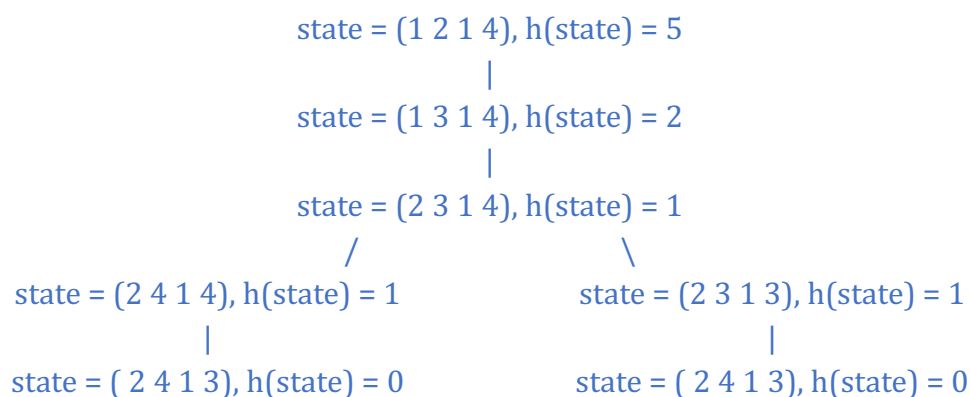 state = (1 2 1 4), h(state) = 5
|
state = (1 3 1 4), h(state) = 2
|
state = (2 3 1 4), h(state) = 1
/ \
state = (2 4 1 4), h(state) = 1 state = (2 3 1 3), h(state) = 1
| |
state = ( 2 4 1 3), h(state) = 0 state = ( 2 4 1 3), h(state) = 0